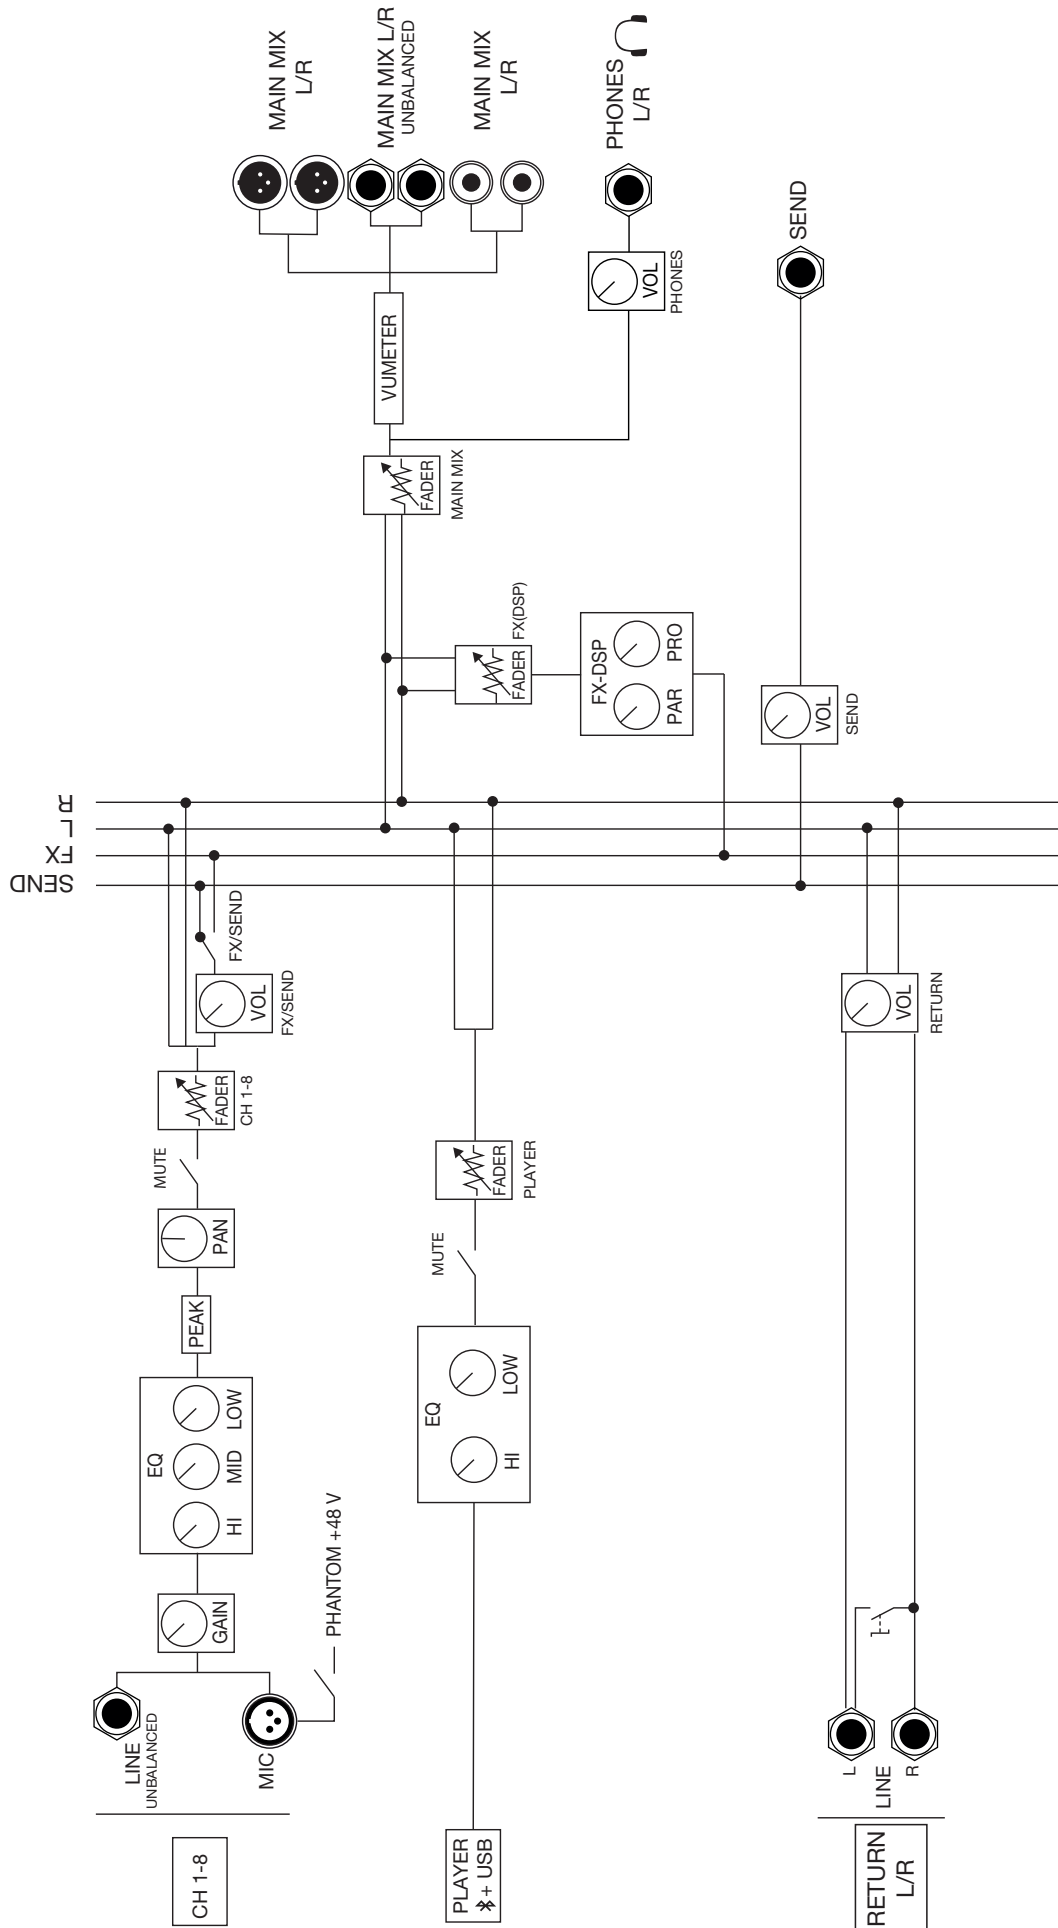 CH 1-8
LINE
UNBALANCED
MIC
PHANTOM +48 V
GAIN
EQ
HI
MID
LOW
PEAK
PAN
MUTE
FADER
CH 1-8
VOL
FX/SEND
FX/SEND
SEND
FX
L
R
PLAYER
+ USB
EQ
HI
LOW
MUTE
FADER
PLAYER
FADER
MAIN MIX
VUMETER
MAIN MIX
L/R
MAIN MIX L/R
UNBALANCED
MAIN MIX
L/R
PHONES
L/R
VOL
PHONES
FADER
FX(DSP)
FX-DSP
PAR
PRO
VOL
SEND
SEND
RETURN
L/R
LINE
L
R
VOL
RETURN